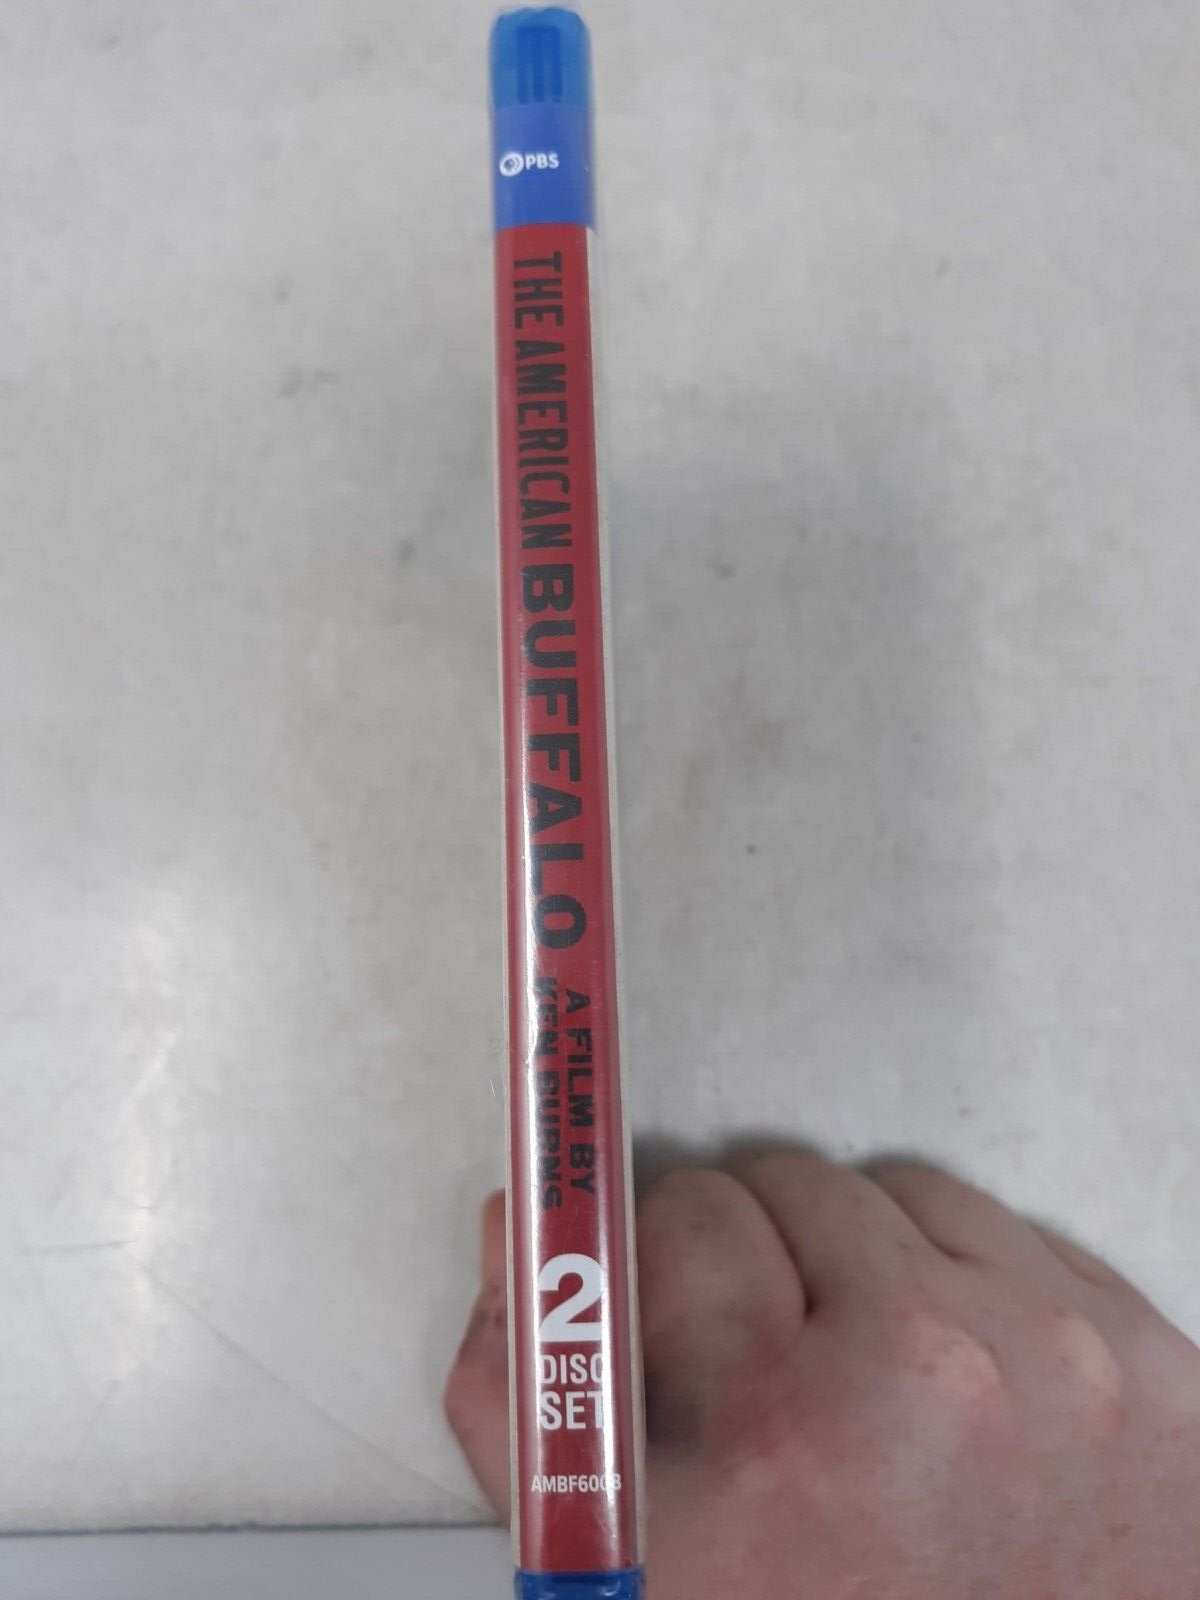 PBS
THE AMERICAN BUFFALO
A FILM BY
KEN BURNS
2
DISC
SET